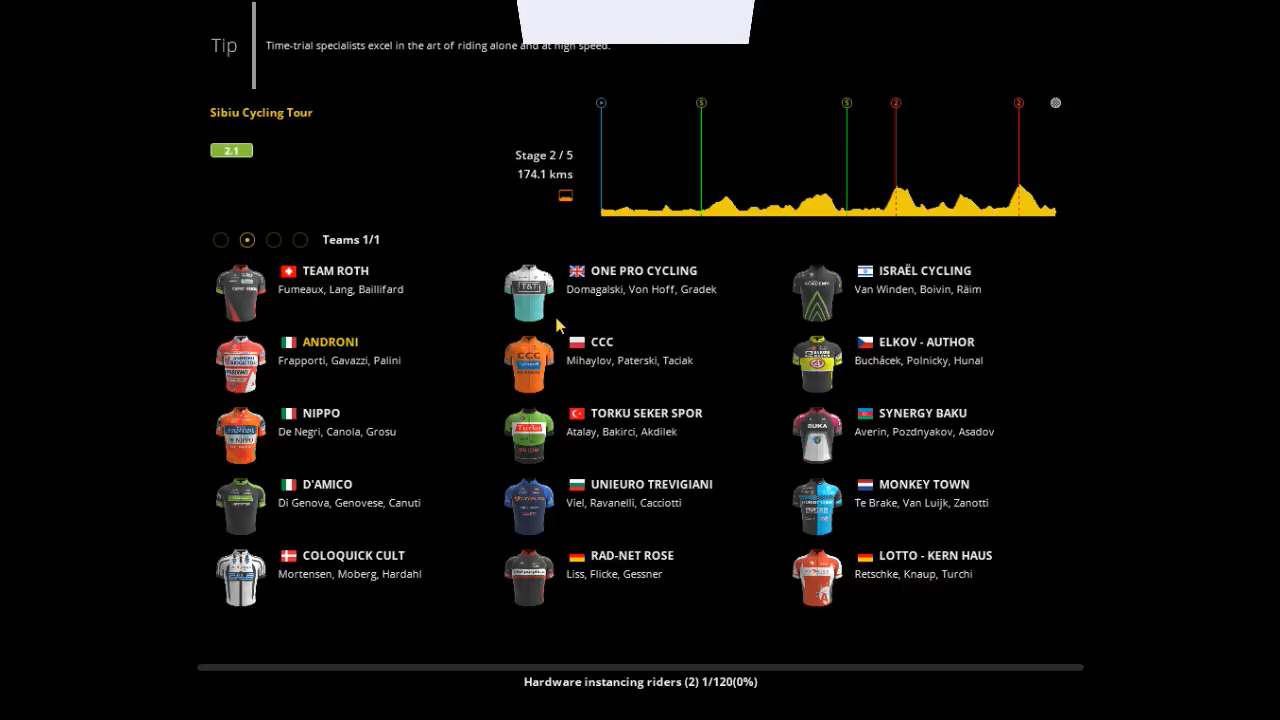 Tip
Time-trial specialists excel in the art of riding alone and at high speed.
Sibiu Cycling Tour
2.1
Stage 2 / 5
174.1 kms
S
S
2
2
Teams 1/1
TEAM ROTH
Fumeaux, Lang, Baillifard
ONE PRO CYCLING
Domagalski, Von Hoff, Gradek
ISRAËL CYCLING
Van Winden, Boivin, Räim
ANDRONI
Frapporti, Gavazzi, Palini
CCC
Mihaylov, Paterski, Taciak
ELKOV - AUTHOR
Buchácek, Polnicky, Hunal
NIPPO
De Negri, Canola, Grosu
TORKU SEKER SPOR
Atalay, Bakirci, Akdilek
SYNERGY BAKU
Averin, Pozdnyakov, Asadov
D'AMICO
Di Genova, Genovese, Canuti
UNIEURO TREVIGIANI
Viel, Ravanelli, Cacciotti
MONKEY TOWN
Te Brake, Van Luijk, Zanotti
COLOQUICK CULT
Mortensen, Moberg, Hardahl
RAD-NET ROSE
Liss, Flicke, Gessner
LOTTO - KERN HAUS
Retschke, Knaup, Turchi
Hardware instancing riders (2) 1/120(0%)